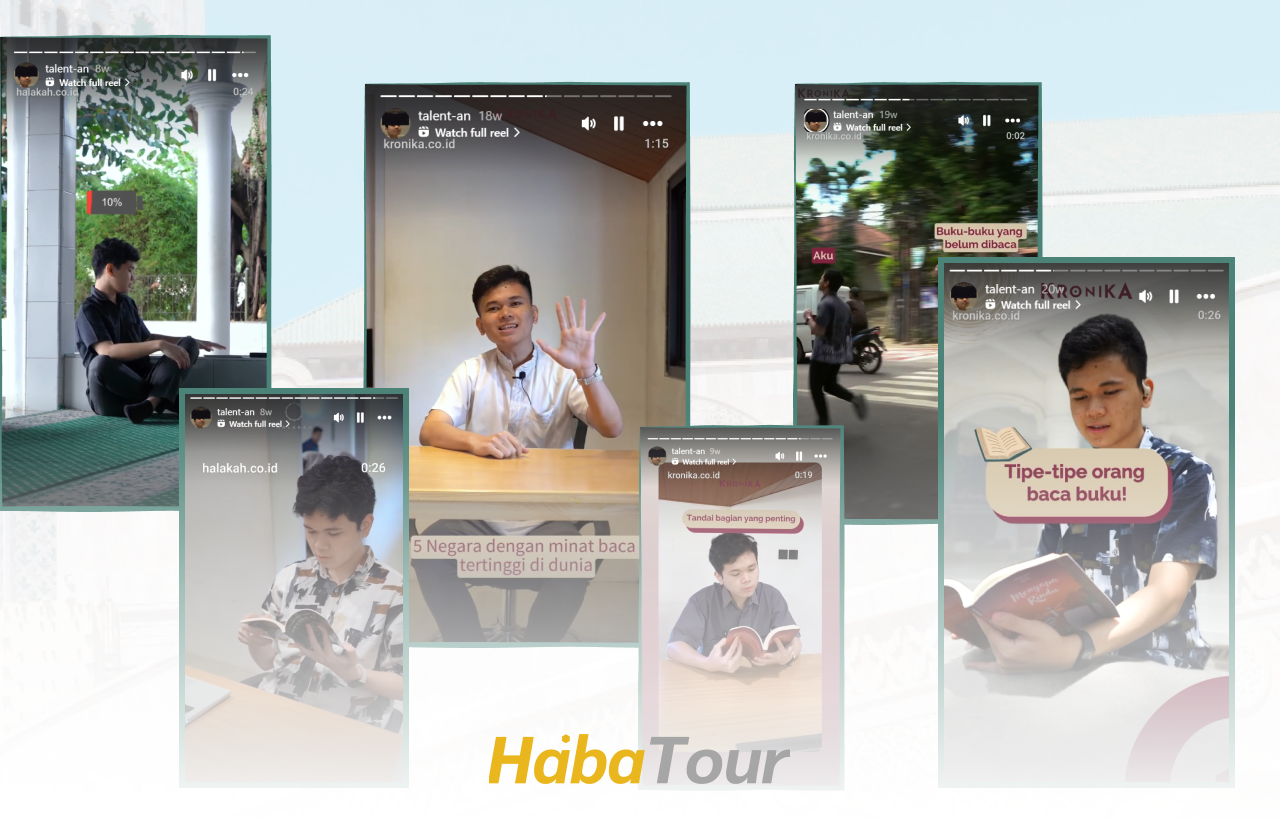 talent-an 8w
Watch full reel
halakah.co.id
0:24
10%
talent-an 18w
Watch full reel
kronika.co.id
1:15
5 Negara dengan minat baca
tertinggi di dunia
KRONIKA
talent-an 19w
Watch full reel
kronika.co.id
0:02
Buku-buku yang
belum dibaca
Aku
talent-an 8w
Watch full reel
halakah.co.id
0:26
talent-an 9w
Watch full reel
kronika.co.id
0:19
KRONIKA
Tandai bagian yang penting
talent-an 20w
KRONIKA
Watch full reel
kronika.co.id
0:26
Tipe-tipe orang
baca buku!
Menyimpan
Rindu
HabaTour